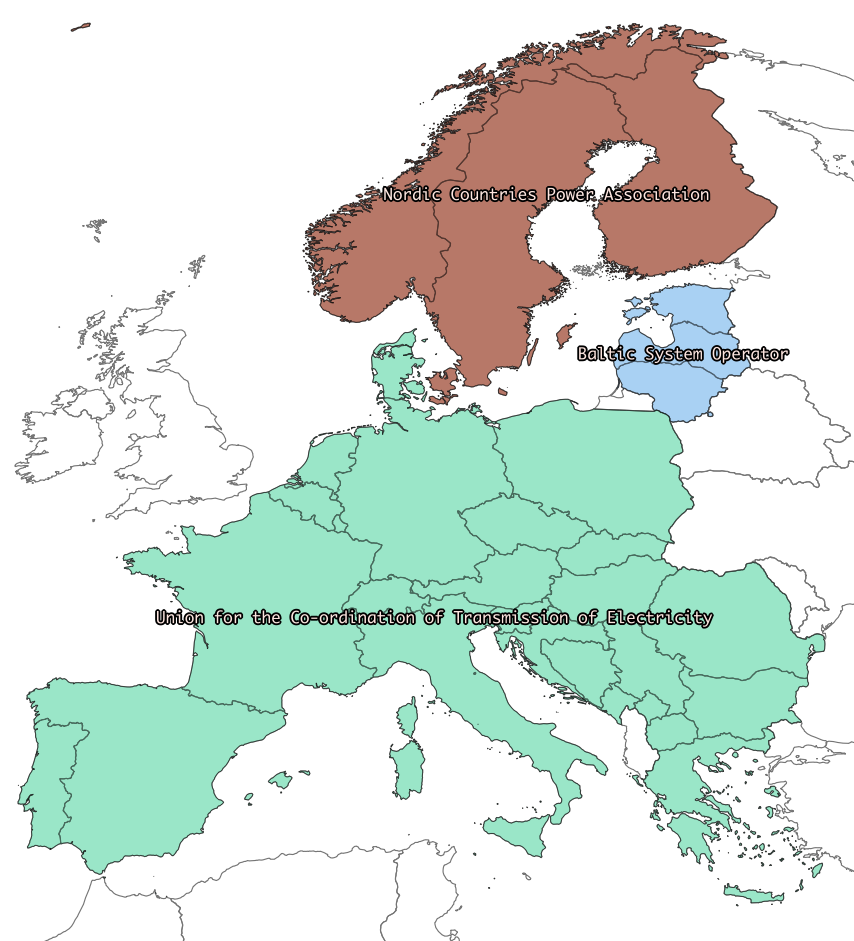 Nordic Countries Power Association
Baltic System Operator
Union for the Co-ordination of Transmission of Electricity